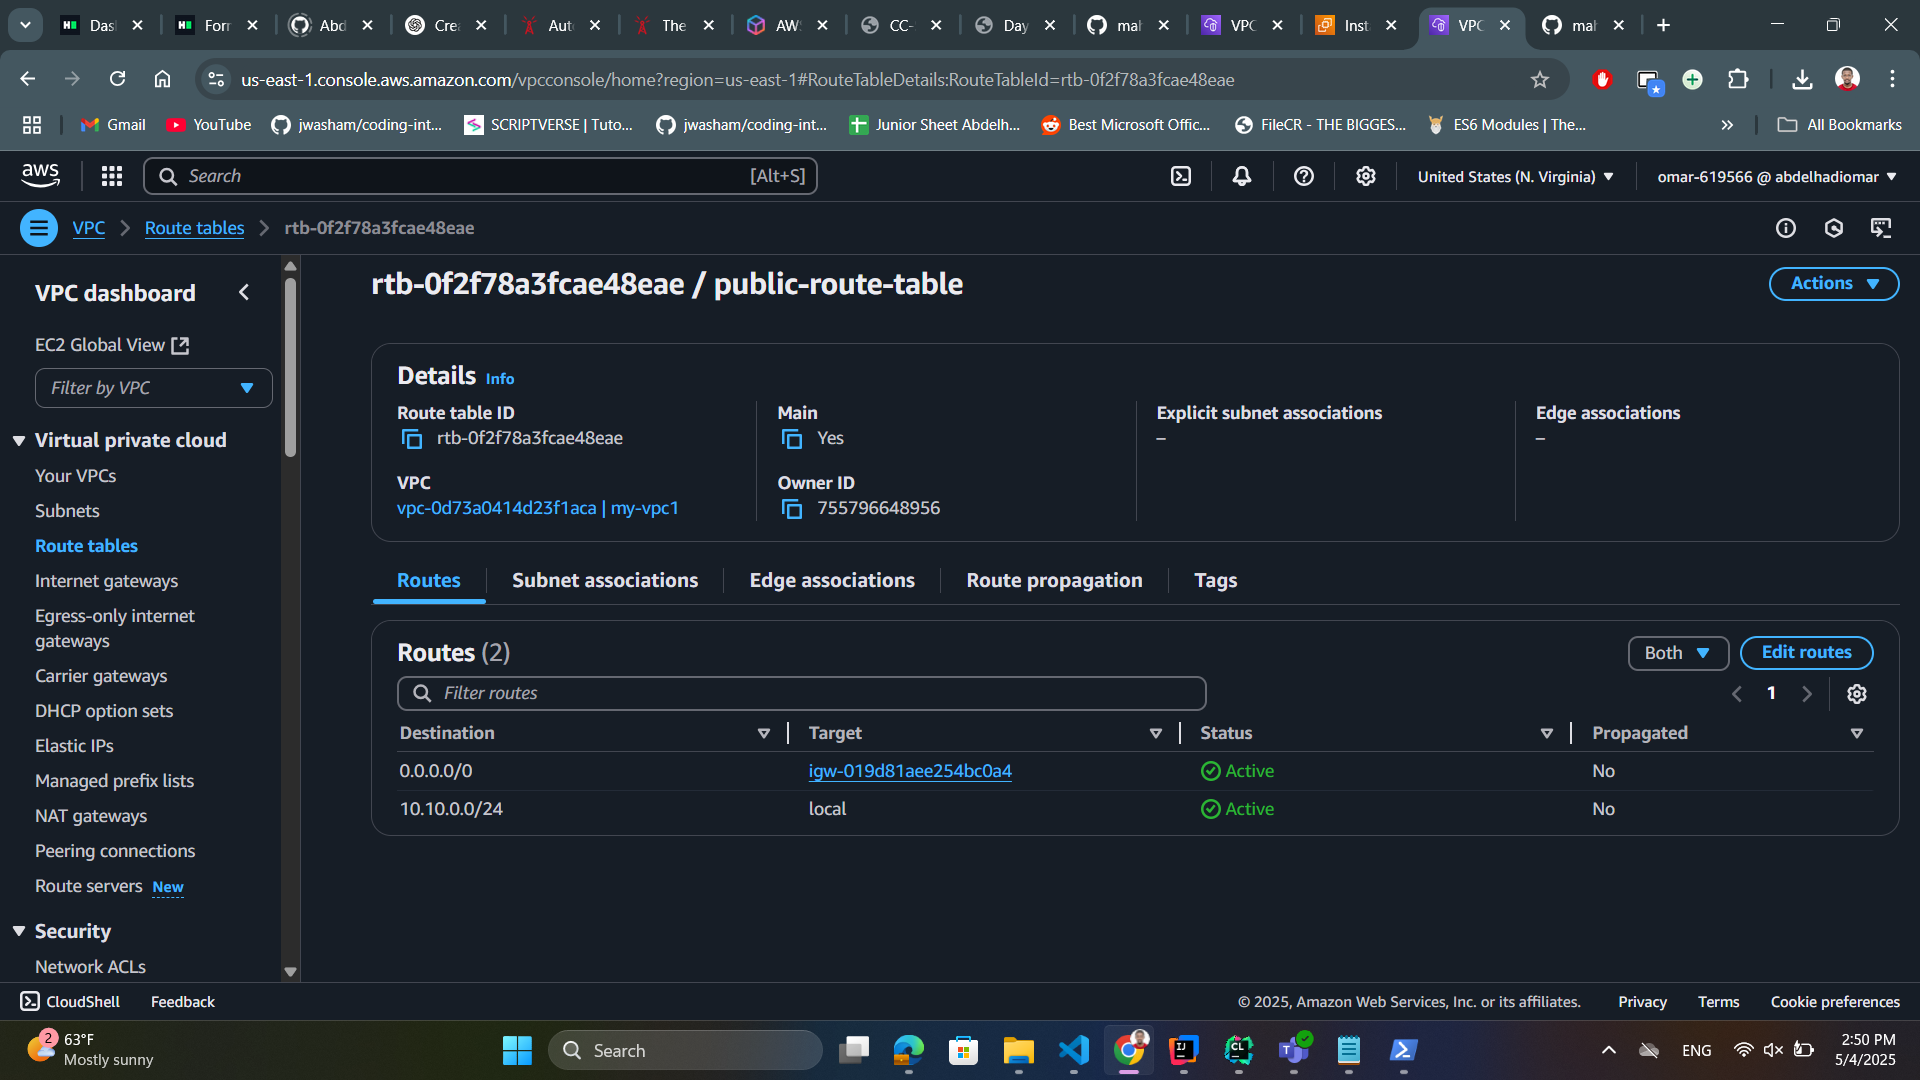 Das
For
Abd
Cre
Aut
The
AW
CC-
Day
mah
VPC
Inst
VPC
mah
us-east-1.console.aws.amazon.com/vpcconsole/home?region=us-east-1#RouteTableDetails:RouteTableId=rtb-0f2f78a3fcae48eae
Gmail
YouTube
jwasham/coding-int...
SCRIPTVERSE | Tuto...
jwasham/coding-int...
Junior Sheet Abdelh...
Best Microsoft Offic...
FileCR - THE BIGGES...
ES6 Modules | The...
All Bookmarks
aws
Search
[Alt+S]
United States (N. Virginia)
omar-619566 @ abdelhadiomar
VPC
Route tables
rtb-0f2f78a3fcae48eae
VPC dashboard
EC2 Global View
Filter by VPC
Virtual private cloud
Your VPCs
Subnets
Route tables
Internet gateways
Egress-only internet
gateways
Carrier gateways
DHCP option sets
Elastic IPs
Managed prefix lists
NAT gateways
Peering connections
Route servers New
Security
Network ACLs
rtb-0f2f78a3fcae48eae / public-route-table
Actions
Details Info
Route table ID
rtb-0f2f78a3fcae48eae
VPC
vpc-0d73a0414d23f1aca | my-vpc1
Main
Yes
Owner ID
755796648956
Explicit subnet associations
–
Edge associations
–
Routes
Subnet associations
Edge associations
Route propagation
Tags
Routes (2)
Both
Edit routes
Filter routes
1
Destination Target Status Propagated
0.0.0.0/0 igw-019d81aee254bc0a4 Active No
10.10.0.0/24 local Active No
CloudShell
Feedback
© 2025, Amazon Web Services, Inc. or its affiliates.
Privacy
Terms
Cookie preferences
2
63°F
Mostly sunny
Search
ENG
2:50 PM
5/4/2025